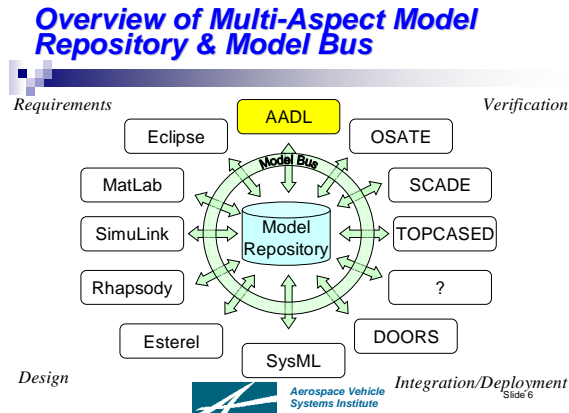 Overview of Multi-Aspect Model
Repository & Model Bus
Requirements
Verification
AADL
Eclipse
OSATE
Model Bus
MatLab
SCADE
SimuLink
Model
Repository
TOPCASED
Rhapsody
?
Esterel
DOORS
SysML
Design
Integration/Deployment
Aerospace Vehicle
Systems Institute
Slide 6